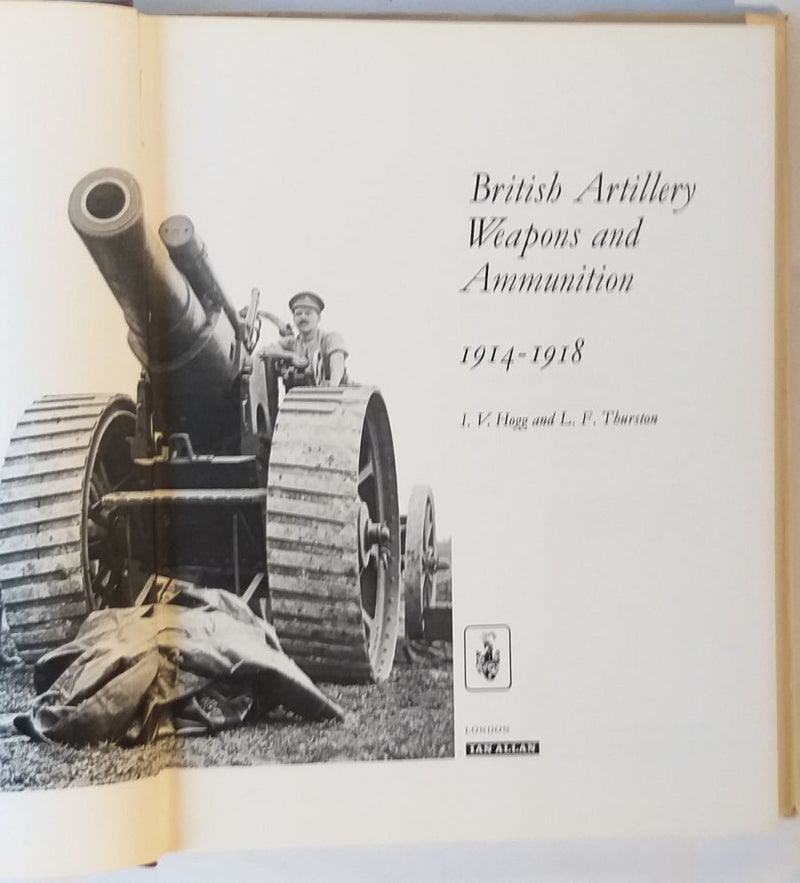 British Artillery
Weapons and
Ammunition
1914-1918
I. V. Hogg and L. F. Thurston
LONDON
IAN ALLAN